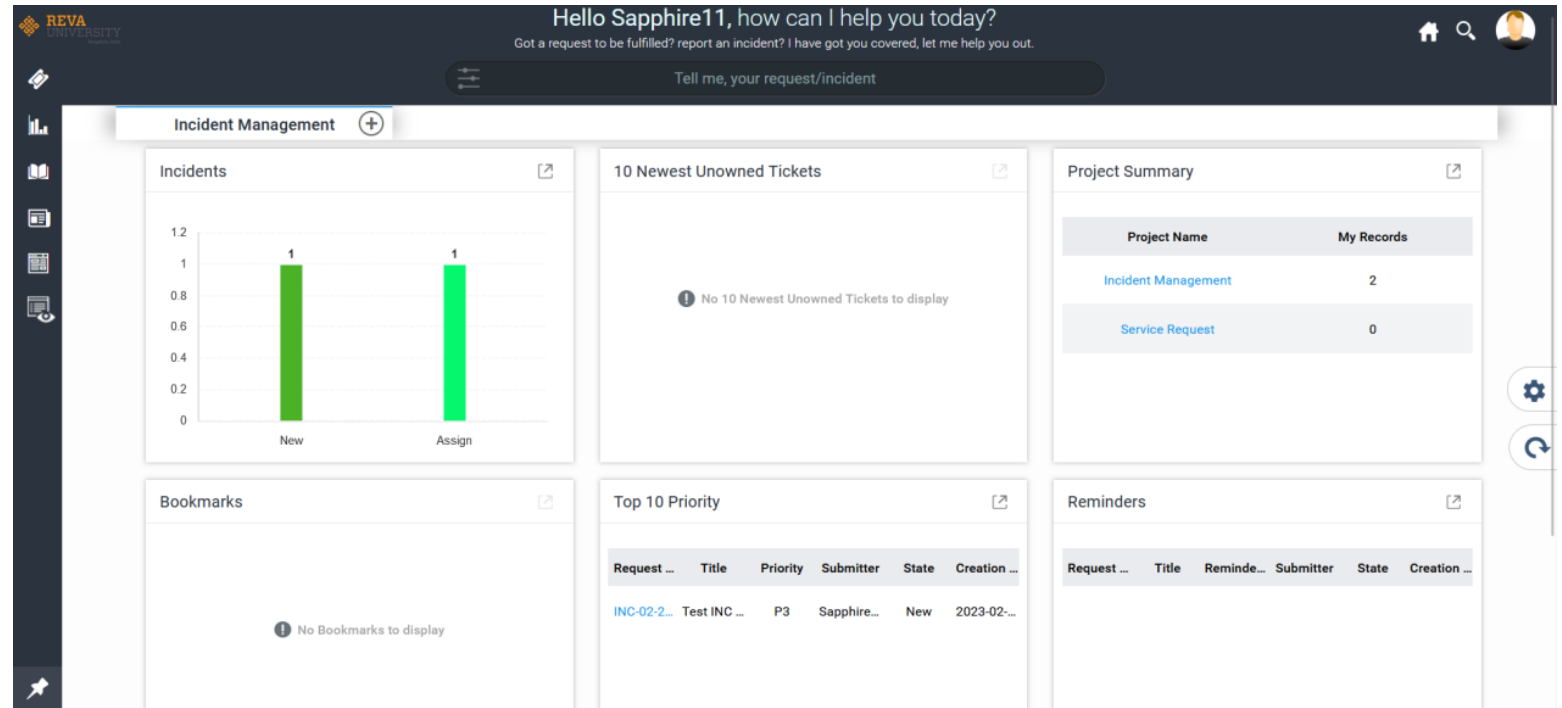 REVA
UNIVERSITY
Hello Sapphire11, how can I help you today?
Got a request to be fulfilled? report an incident? I have got you covered, let me help you out.
Tell me, your request/incident
Incident Management
Incidents
1.2
1
0.8
0.6
0.4
0.2
0
1
1
New
Assign
10 Newest Unowned Tickets
No 10 Newest Unowned Tickets to display
Project Summary
Project Name My Records
Incident Management 2
Service Request 0
Bookmarks
No Bookmarks to display
Top 10 Priority
Request ... Title Priority Submitter State Creation ...
INC-02-2... Test INC ... P3 Sapphire... New 2023-02-...
Reminders
Request ... Title Reminde... Submitter State Creation ...